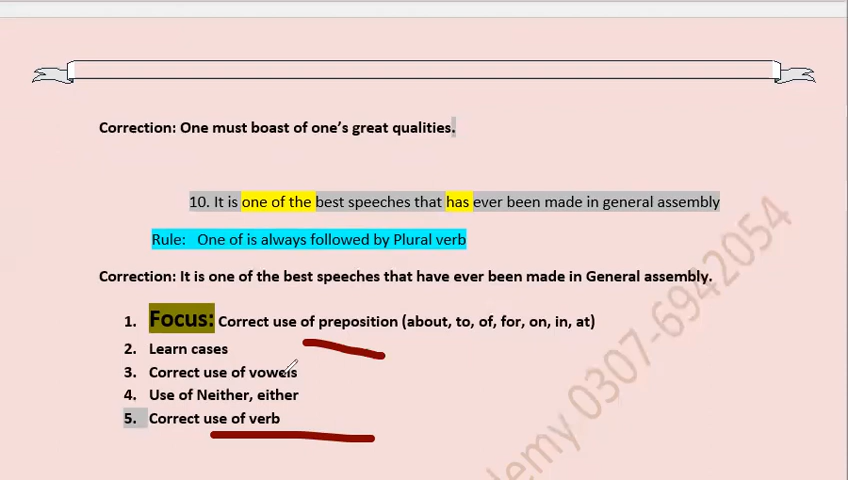 Correction: One must boast of one's great qualities.
10. It is one of the best speeches that has ever been made in general assembly
Rule: One of is always followed by Plural verb
Correction: It is one of the best speeches that have ever been made in General assembly.
1. Focus: Correct use of preposition (about, to, of, for, on, in, at)
2. Learn cases
3. Correct use of vowels
4. Use of Neither, either
5. Correct use of verb
demy 0307-6942054